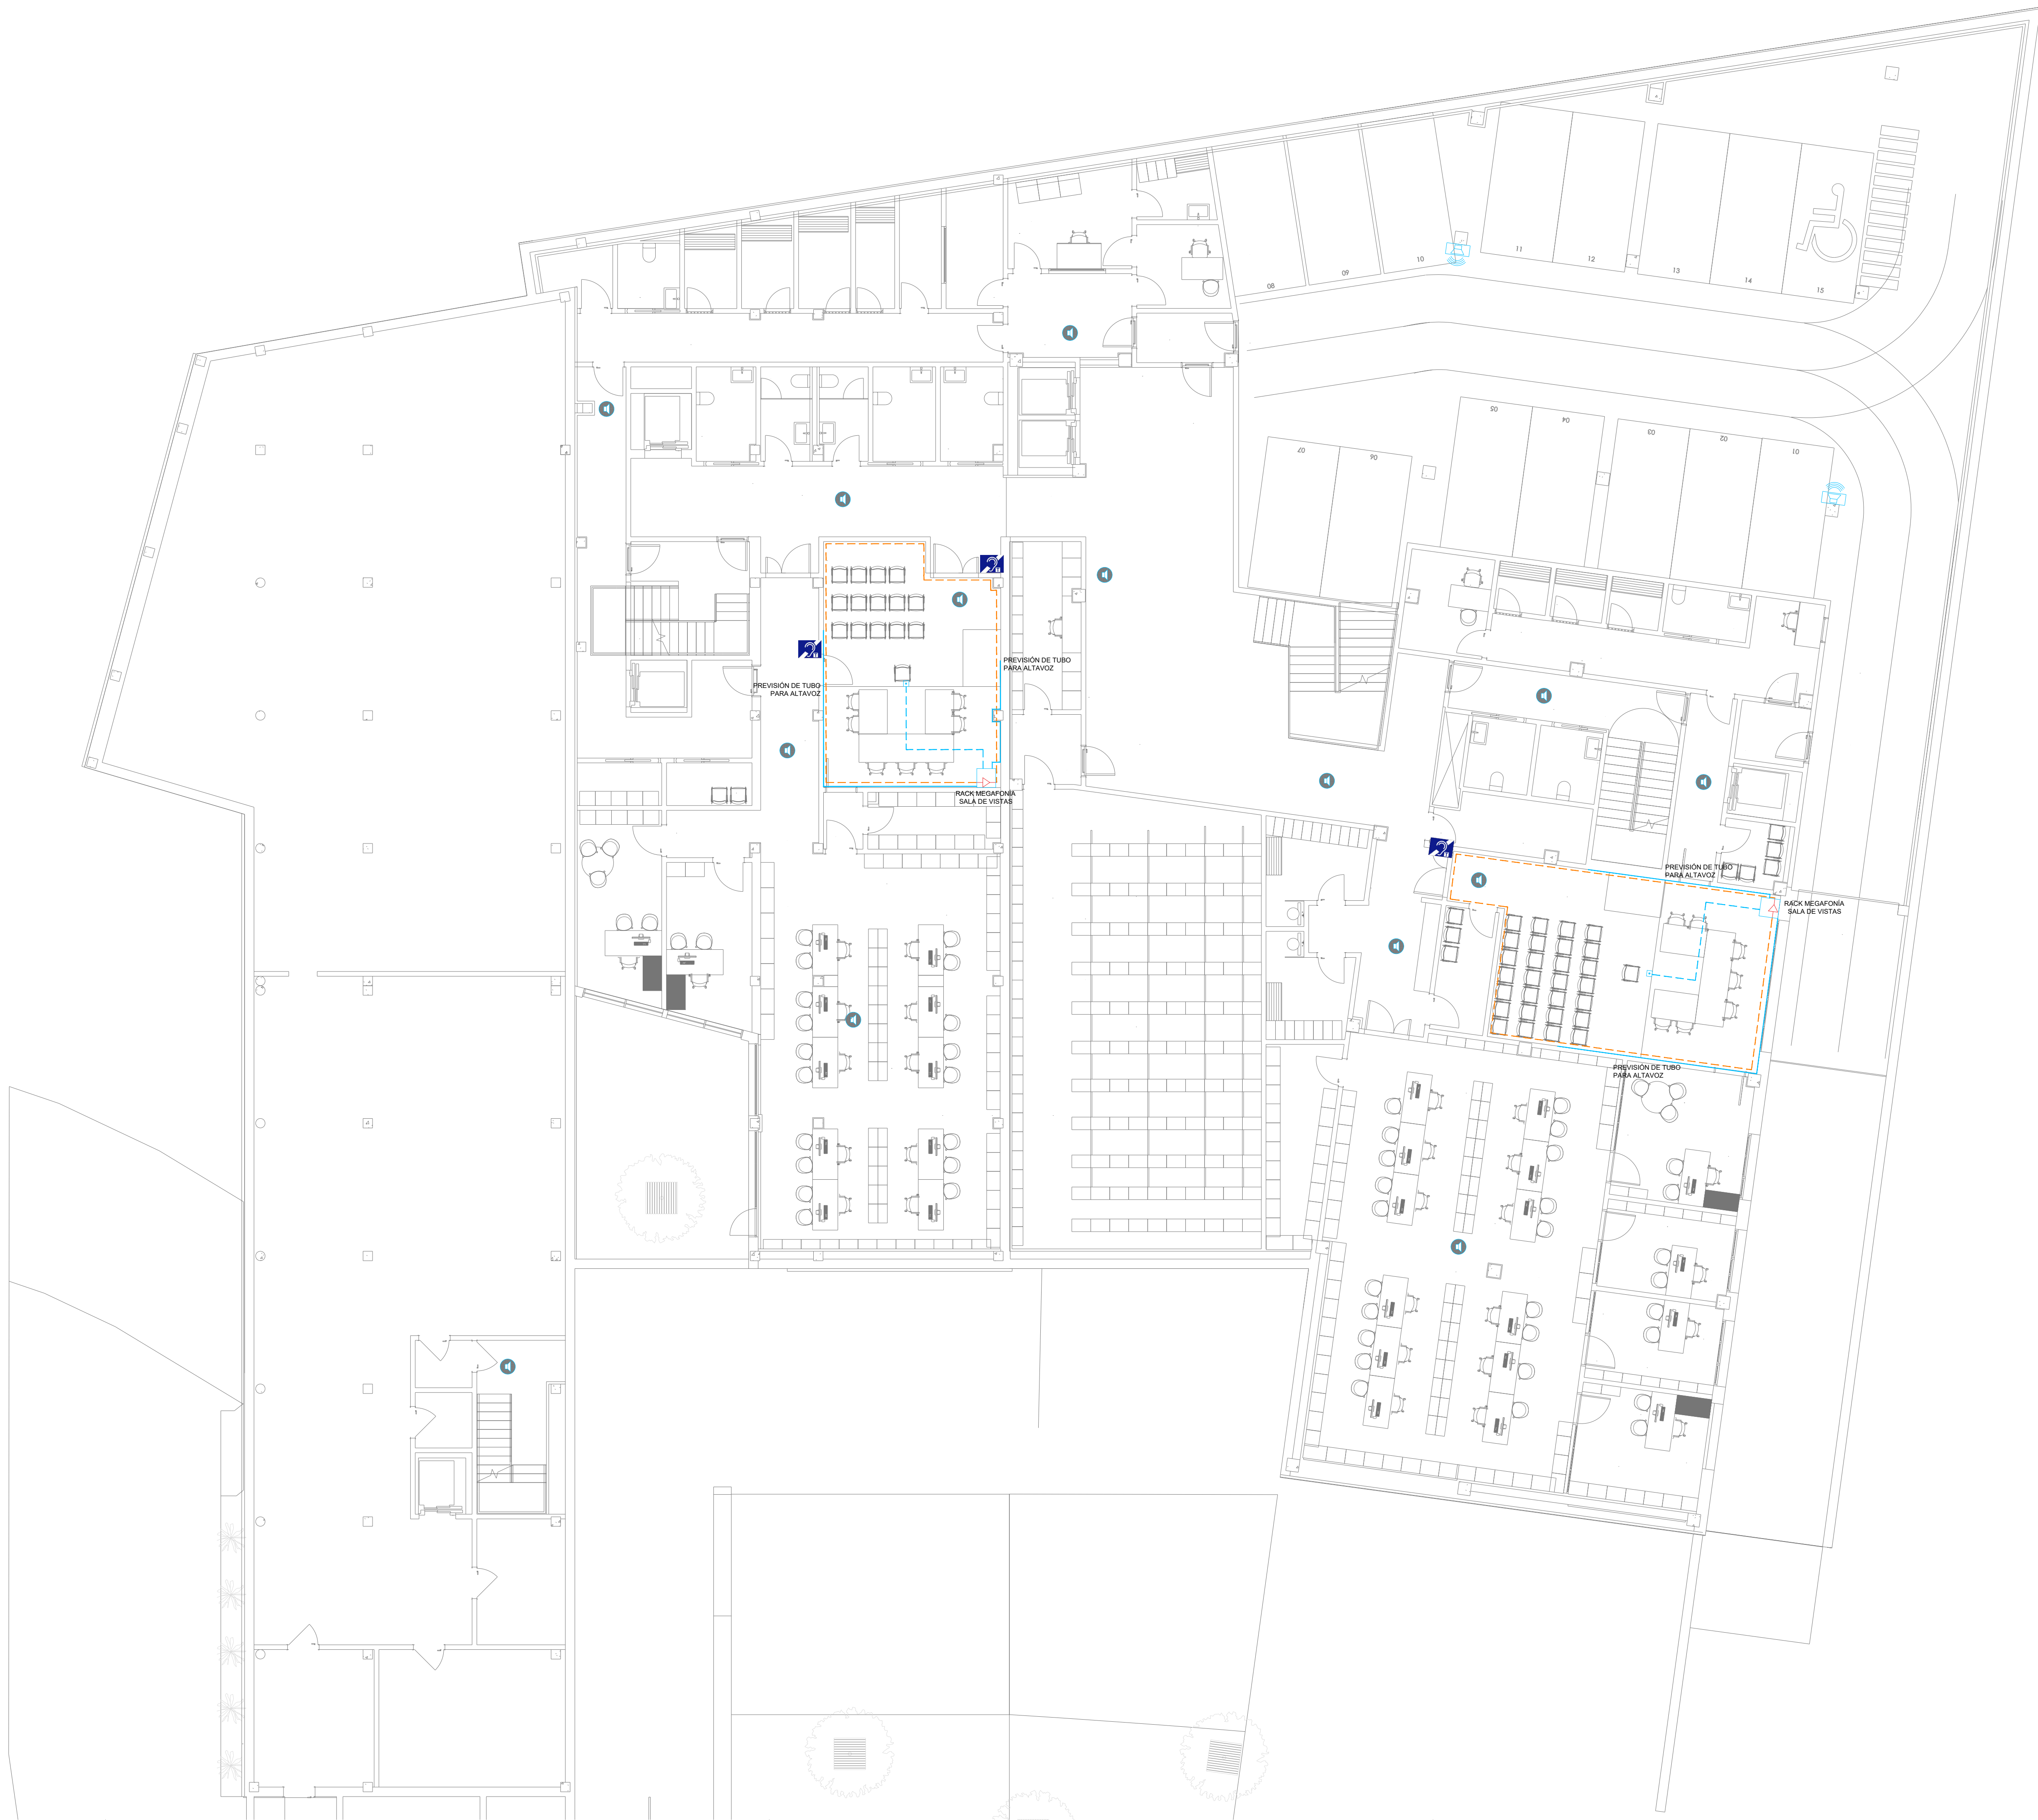 11
12
13
14
15
10
09
08
05
04
03
02
01
07
06
PREVISIÓN DE TUBO
PARA ALTAVOZ
PREVISIÓN DE TUBO
PARA ALTAVOZ
RACK MEGAFONÍA
SALA DE VISTAS
PREVISIÓN DE TUBO
PARA ALTAVOZ
RACK MEGAFONÍA
SALA DE VISTAS
PREVISIÓN DE TUBO
PARA ALTAVOZ